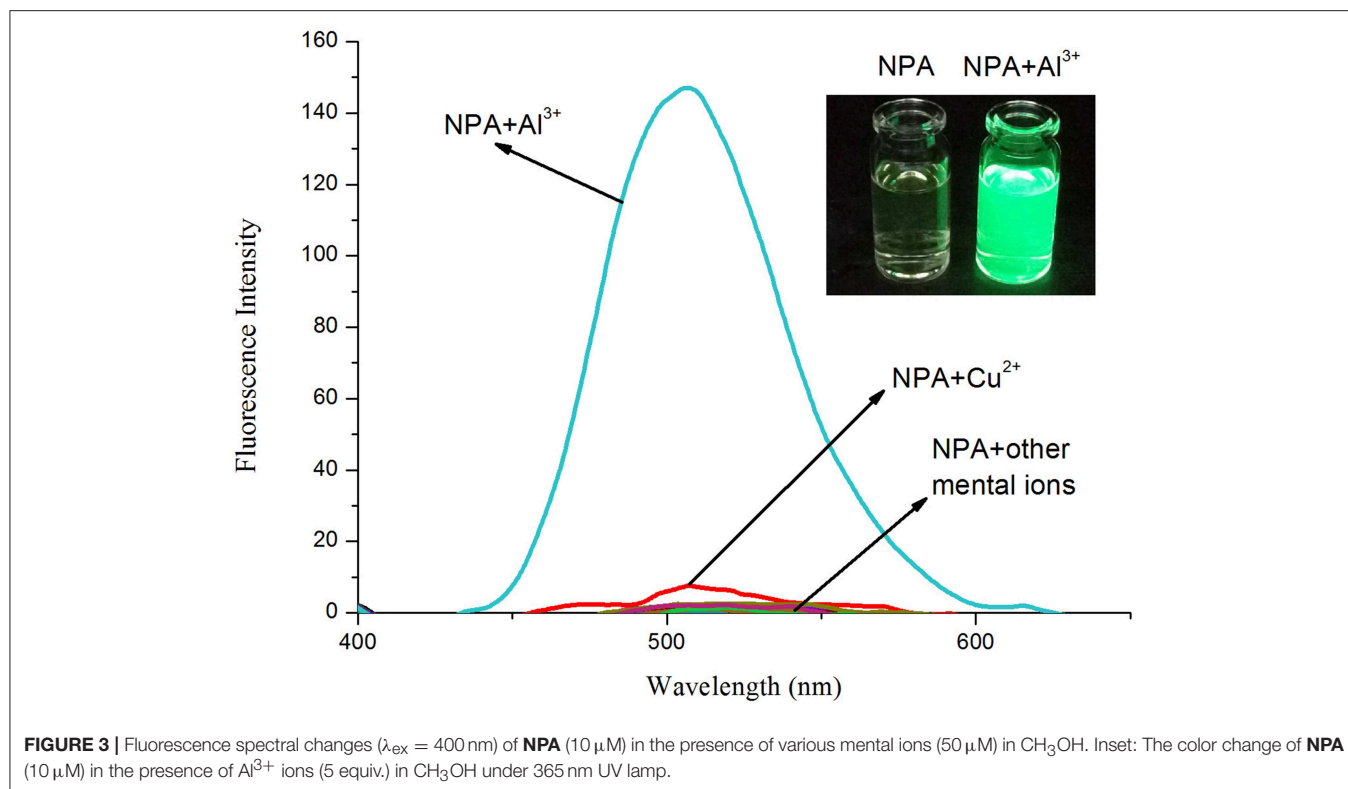 160
140
120
100
80
60
40
20
0
400
500
600
Fluorescence Intensity
Wavelength (nm)
NPA+Al³⁺
NPA NPA+Al³⁺
NPA+Cu²⁺
NPA+other
mental ions
FIGURE 3 | Fluorescence spectral changes (λex = 400 nm) of NPA (10 μM) in the presence of various mental ions (50 μM) in CH₃OH. Inset: The color change of NPA
(10 μM) in the presence of Al³⁺ ions (5 equiv.) in CH₃OH under 365 nm UV lamp.